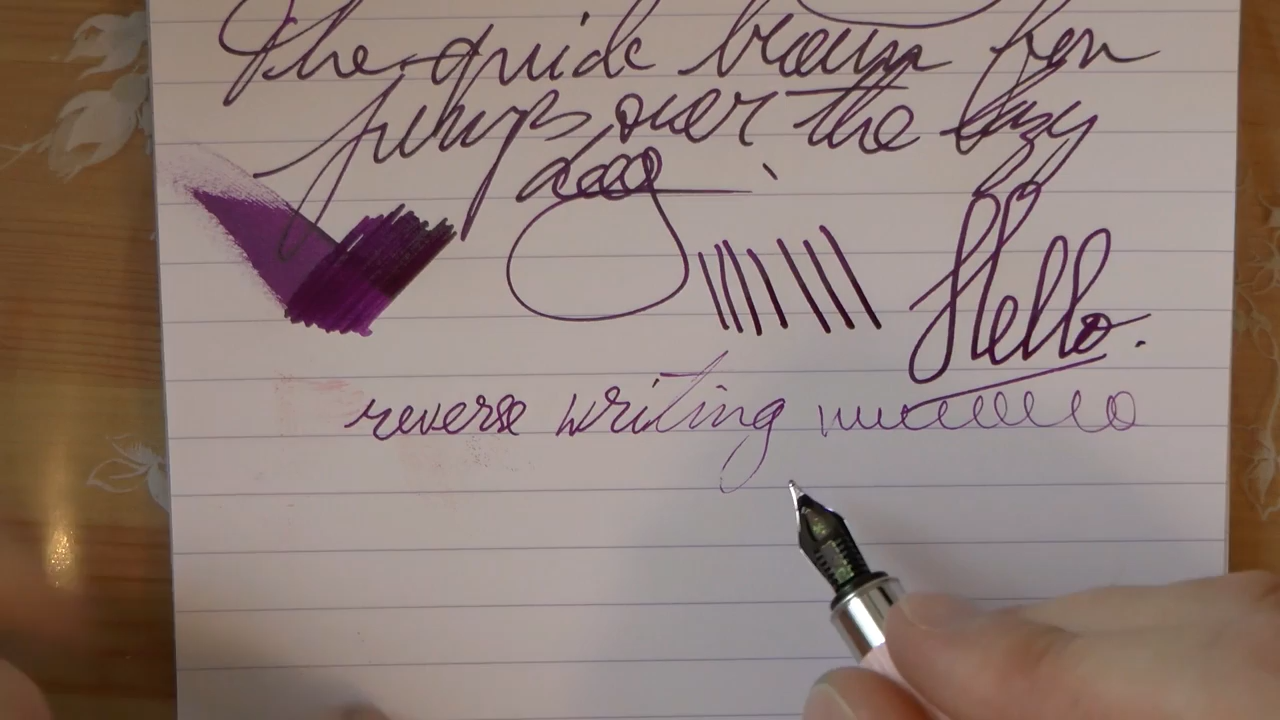 The quick brown fox
jumps over the lazy
dog
Hello.
reverse writing